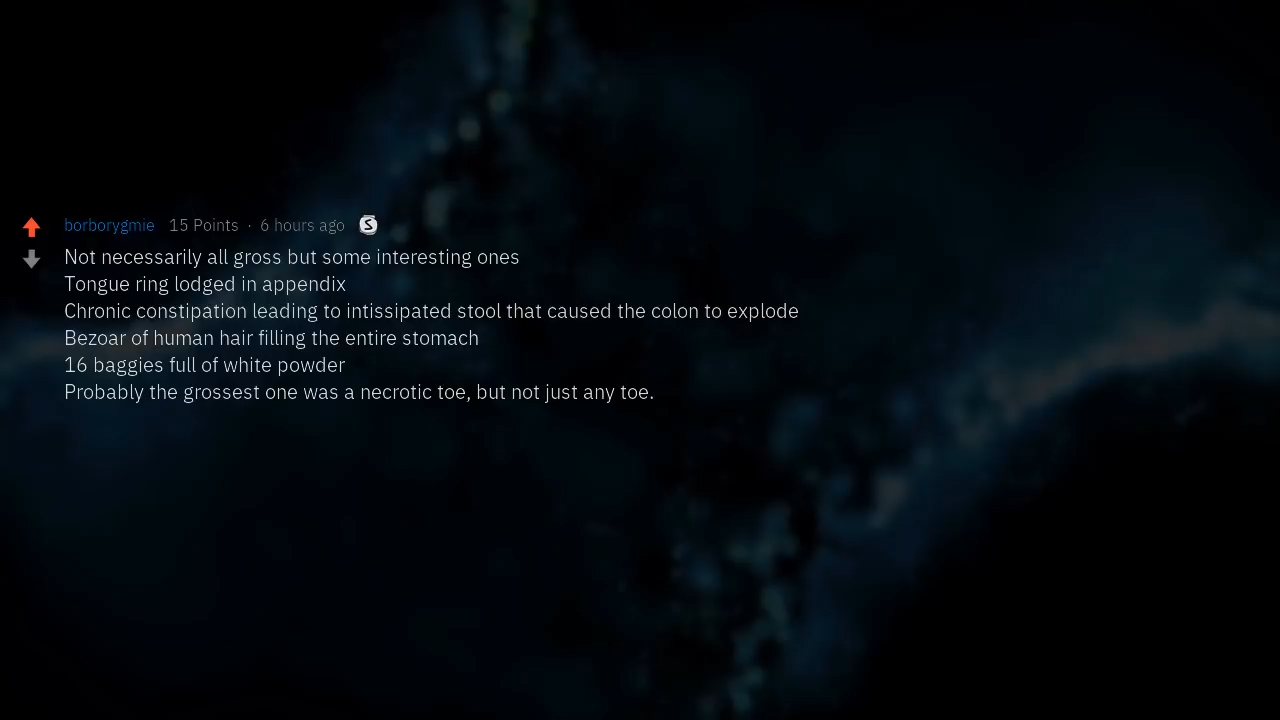 borborygmie 15 Points · 6 hours ago
Not necessarily all gross but some interesting ones
Tongue ring lodged in appendix
Chronic constipation leading to intissipated stool that caused the colon to explode
Bezoar of human hair filling the entire stomach
16 baggies full of white powder
Probably the grossest one was a necrotic toe, but not just any toe.